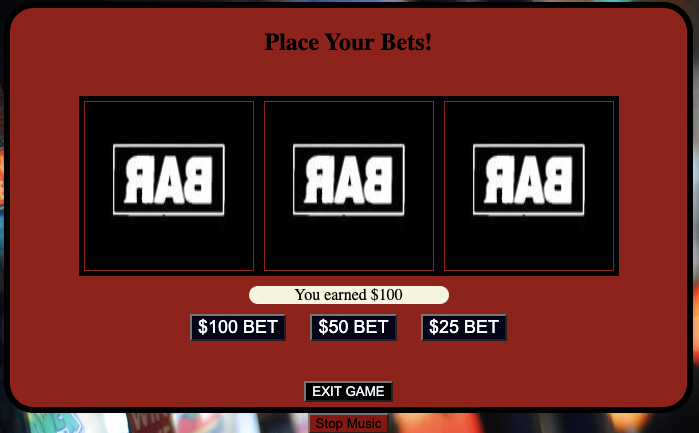 Place Your Bets!
BAR BAR BAR
You earned $100
$100 BET $50 BET $25 BET
EXIT GAME
Stop Music